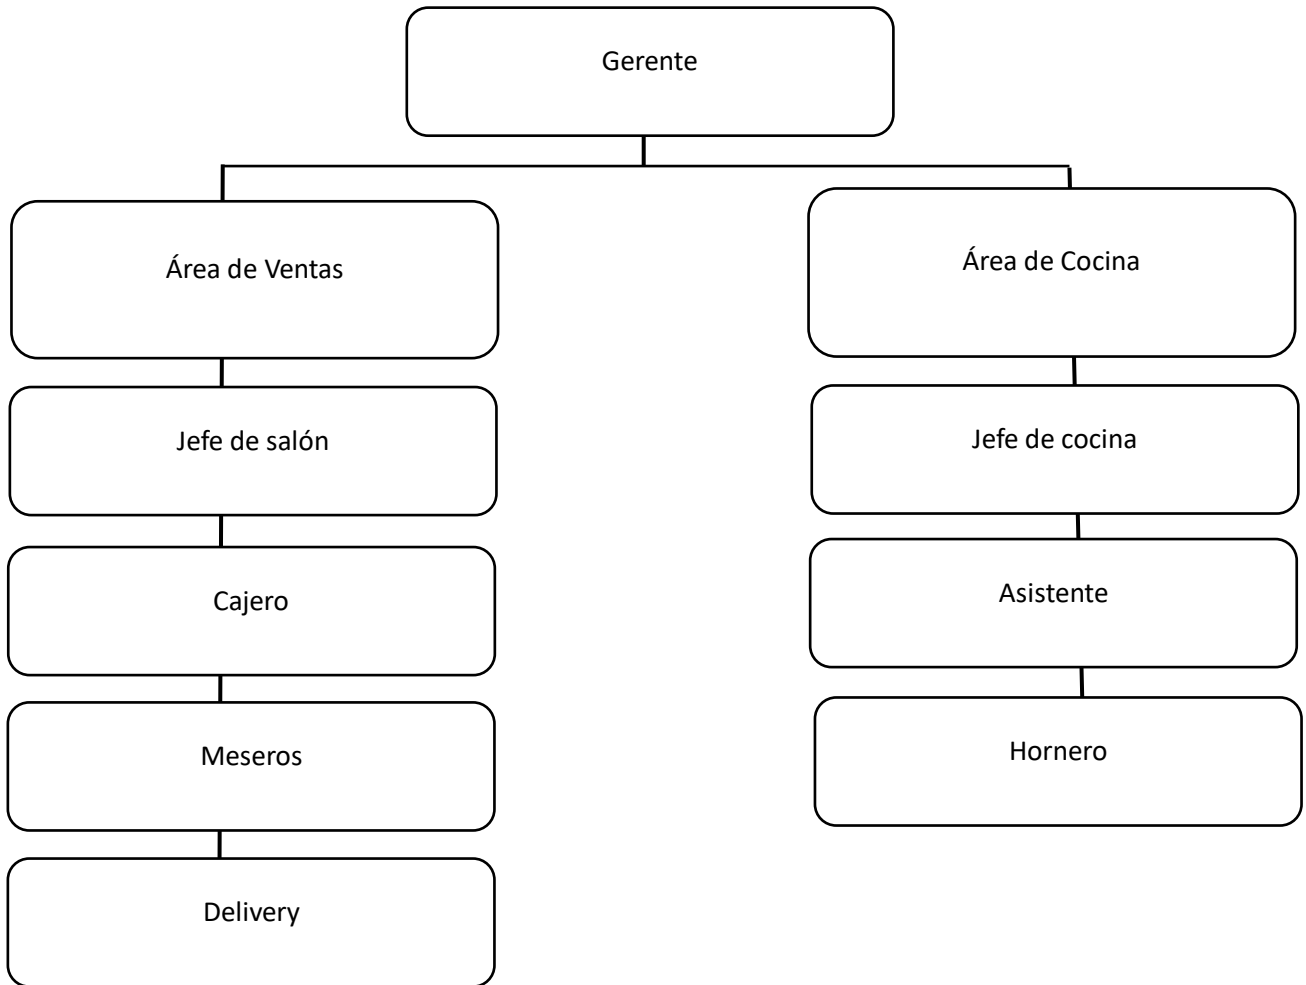 Gerente
Área de Ventas
Área de Cocina
Jefe de salón
Jefe de cocina
Cajero
Asistente
Meseros
Hornero
Delivery